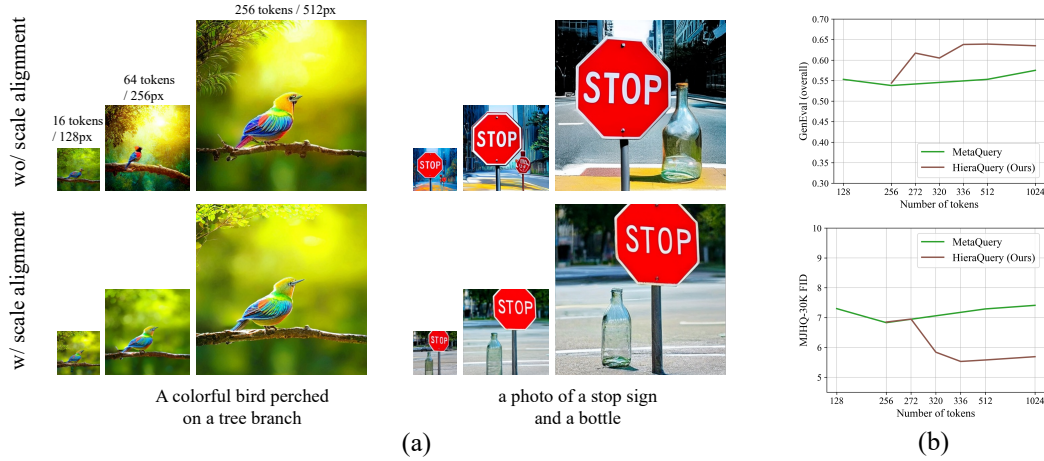 wo/ scale alignment
16 tokens
/ 128px
64 tokens
/ 256px
256 tokens / 512px
STOP
STOP
STOP
w/ scale alignment
STOP
STOP
STOP
A colorful bird perched
on a tree branch
a photo of a stop sign
and a bottle
(a)
GenEval (overall)
0.70
0.65
0.60
0.55
0.50
0.45
0.40
0.35
0.30
MetaQuery
HieraQuery (Ours)
128 256 272 320 336 512 1024
Number of tokens
MJHQ-30K FID
10
9
8
7
6
5
MetaQuery
HieraQuery (Ours)
128 256 272 320 336 512 1024
Number of tokens
(b)